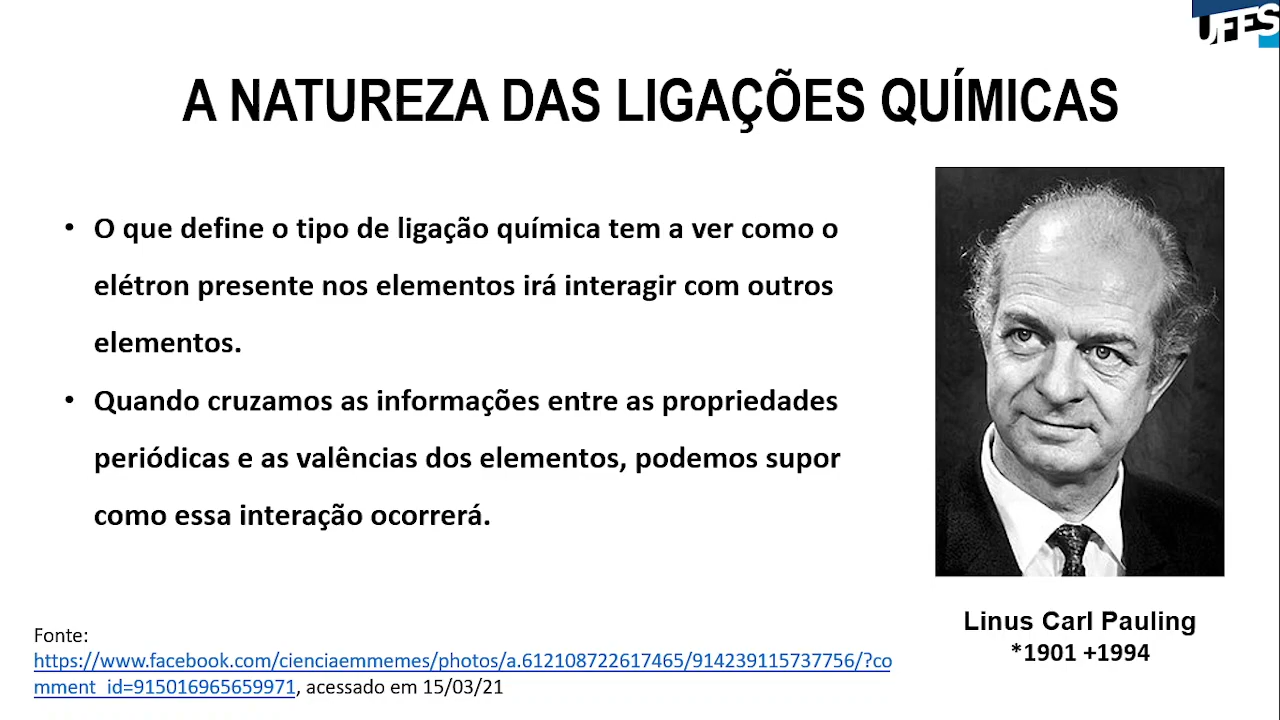 UFES
A NATUREZA DAS LIGAÇÕES QUÍMICAS
• O que define o tipo de ligação química tem a ver como o
elétron presente nos elementos irá interagir com outros
elementos.
• Quando cruzamos as informações entre as propriedades
periódicas e as valências dos elementos, podemos supor
como essa interação ocorrerá.
Linus Carl Pauling
*1901 +1994
Fonte:
https://www.facebook.com/cienciaemmemes/photos/a.612108722617465/914239115737756/?co
mment_id=915016965659971, acessado em 15/03/21